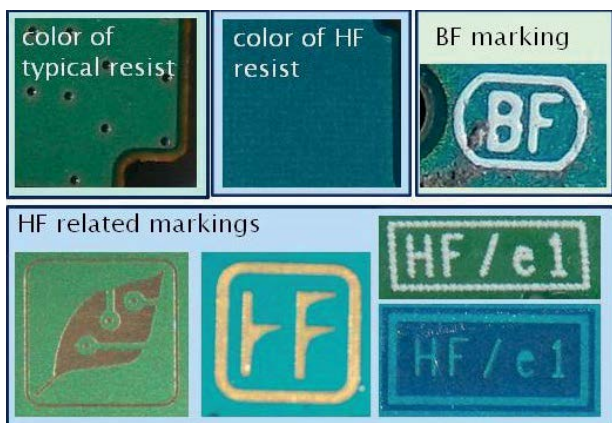 color of
typical resist
color of HF
resist
BF marking
BF
HF related markings
HF
HF / e1
HF / e1